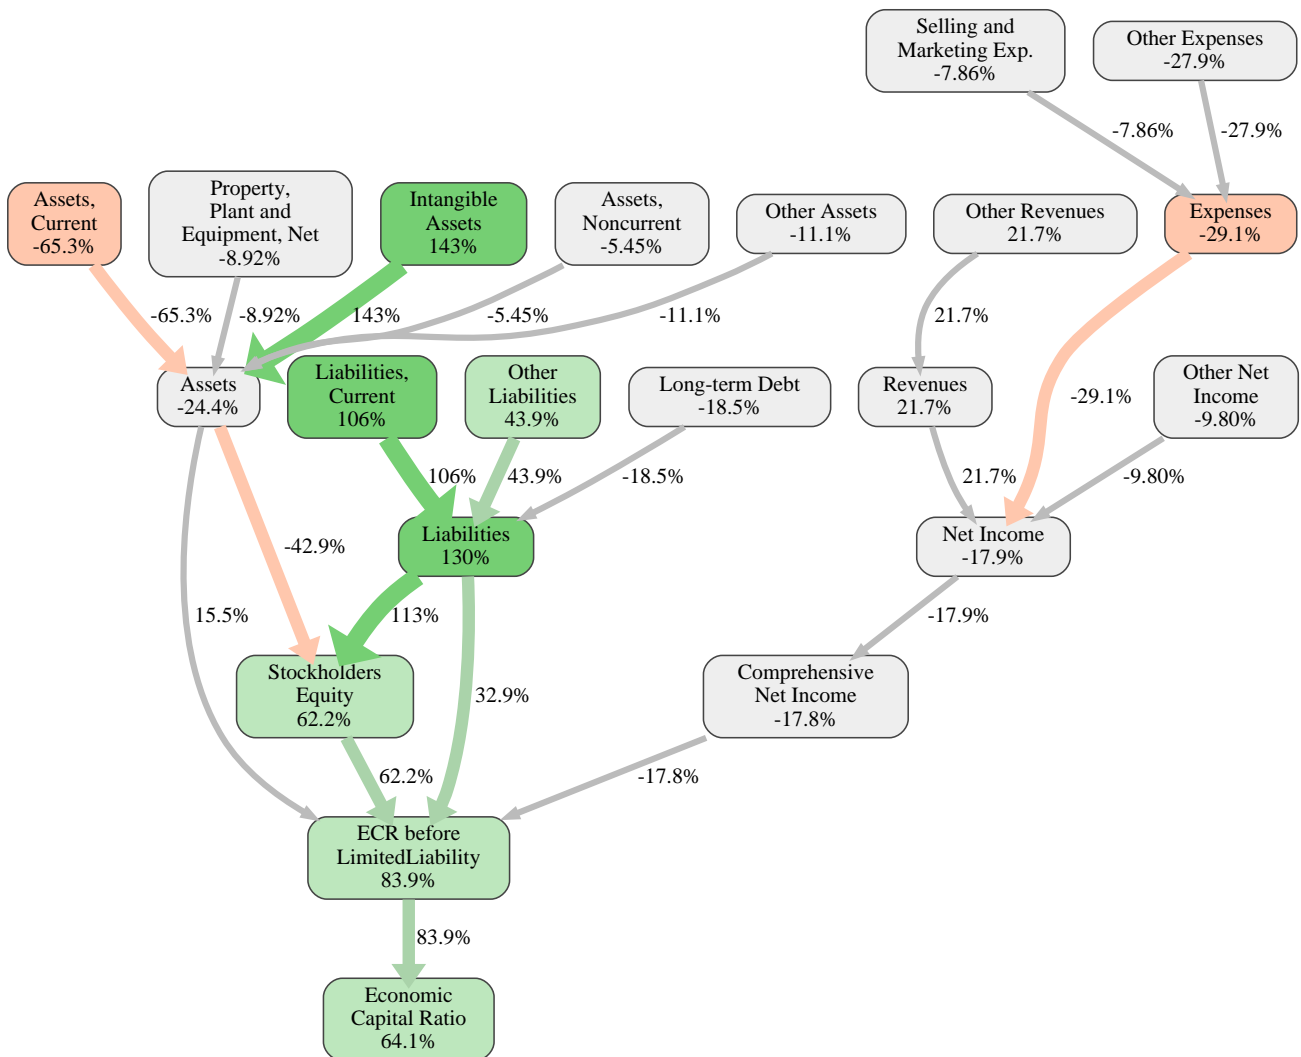 Selling and
Marketing Exp.
-7.86%
Other Expenses
-27.9%
-7.86%
-27.9%
Assets,
Current
-65.3%
Property,
Plant and
Equipment, Net
-8.92%
Intangible
Assets
143%
Assets,
Noncurrent
-5.45%
Other Assets
-11.1%
Other Revenues
21.7%
Expenses
-29.1%
-65.3%
-8.92%
143%
-5.45%
-11.1%
21.7%
Assets
-24.4%
Liabilities,
Current
106%
Other
Liabilities
43.9%
Long-term Debt
-18.5%
Revenues
21.7%
-29.1%
Other Net
Income
-9.80%
106%
43.9%
-18.5%
21.7%
-9.80%
-42.9%
Liabilities
130%
Net Income
-17.9%
15.5%
113%
-17.9%
Stockholders
Equity
62.2%
32.9%
Comprehensive
Net Income
-17.8%
62.2%
-17.8%
ECR before
LimitedLiability
83.9%
83.9%
Economic
Capital Ratio
64.1%